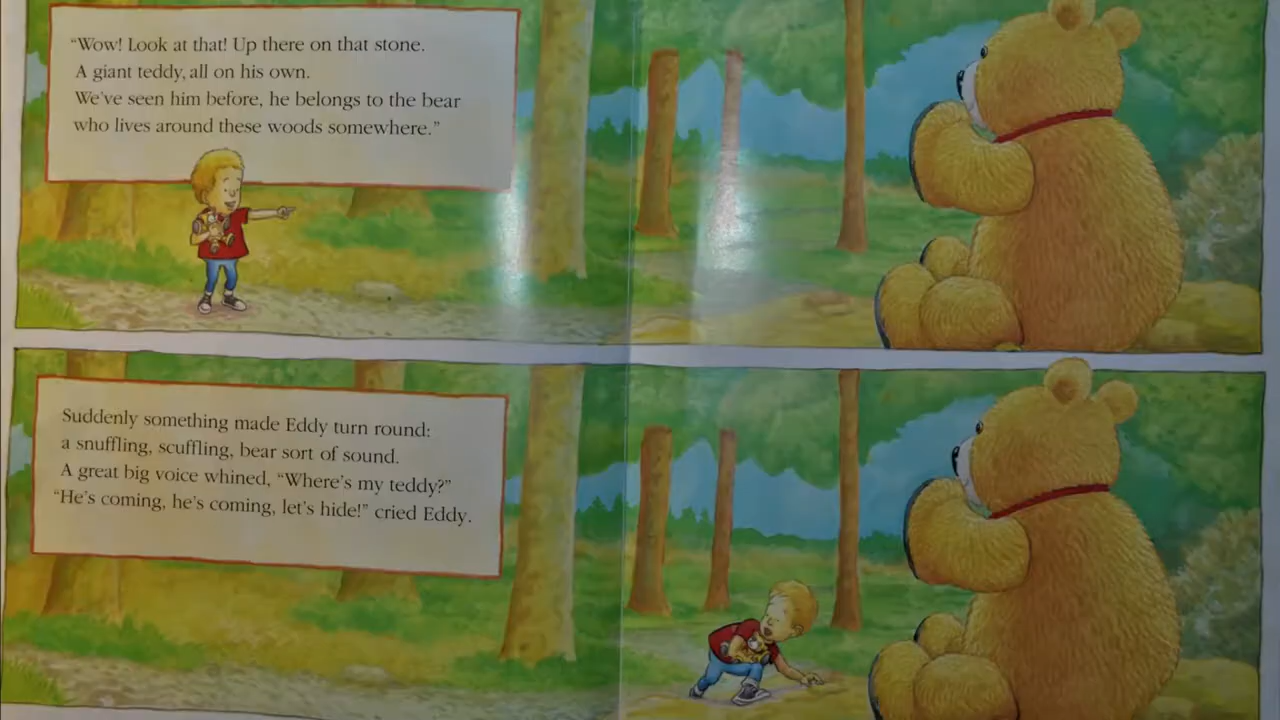 “Wow! Look at that! Up there on that stone.
A giant teddy, all on his own.
We’ve seen him before, he belongs to the bear
who lives around these woods somewhere.”
Suddenly something made Eddy turn round:
a snuffling, scuffling, bear sort of sound.
A great big voice whined, “Where’s my teddy?”
“He’s coming, he’s coming, let’s hide!” cried Eddy.